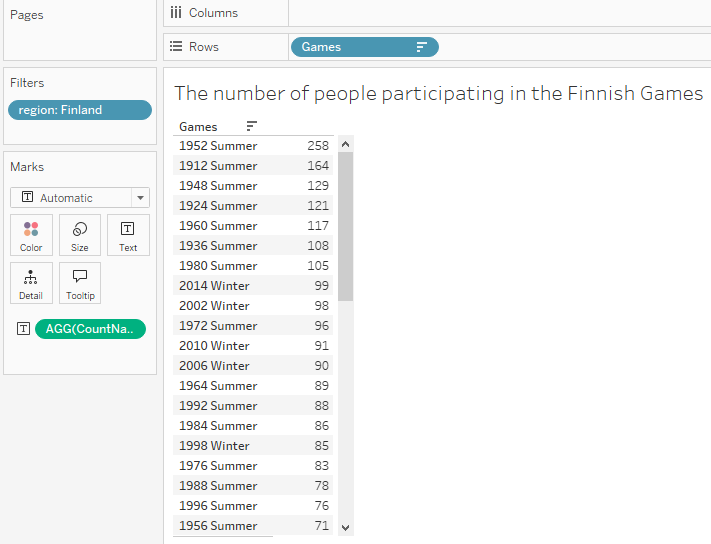 Pages
Columns
Rows
Games
Filters
region: Finland
Marks
Automatic
Color
Size
Text
Detail
Tooltip
AGG(CountNa..
The number of people participating in the Finnish Games
Games
1952 Summer 258
1912 Summer 164
1948 Summer 129
1924 Summer 121
1960 Summer 117
1936 Summer 108
1980 Summer 105
2014 Winter 99
2002 Winter 98
1972 Summer 96
2010 Winter 91
2006 Winter 90
1964 Summer 89
1992 Summer 88
1984 Summer 86
1998 Winter 85
1976 Summer 83
1988 Summer 78
1996 Summer 76
1956 Summer 71